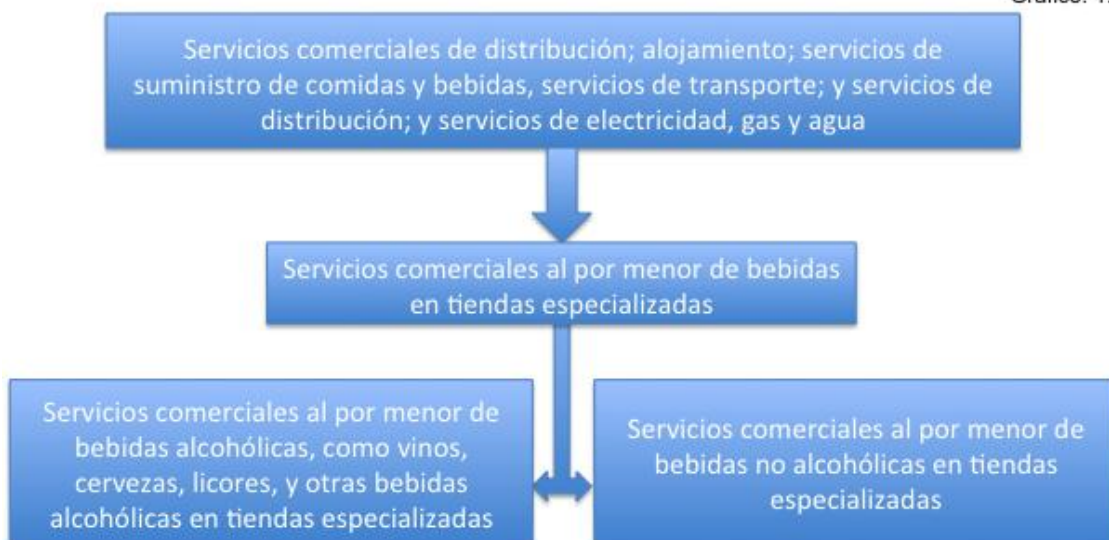 Servicios comerciales de distribución; alojamiento; servicios de
suministro de comidas y bebidas, servicios de transporte; y servicios de
distribución; y servicios de electricidad, gas y agua
Servicios comerciales al por menor de bebidas
en tiendas especializadas
Servicios comerciales al por menor de
bebidas alcohólicas, como vinos,
cervezas, licores, y otras bebidas
alcohólicas en tiendas especializadas
Servicios comerciales al por menor de
bebidas no alcohólicas en tiendas
especializadas